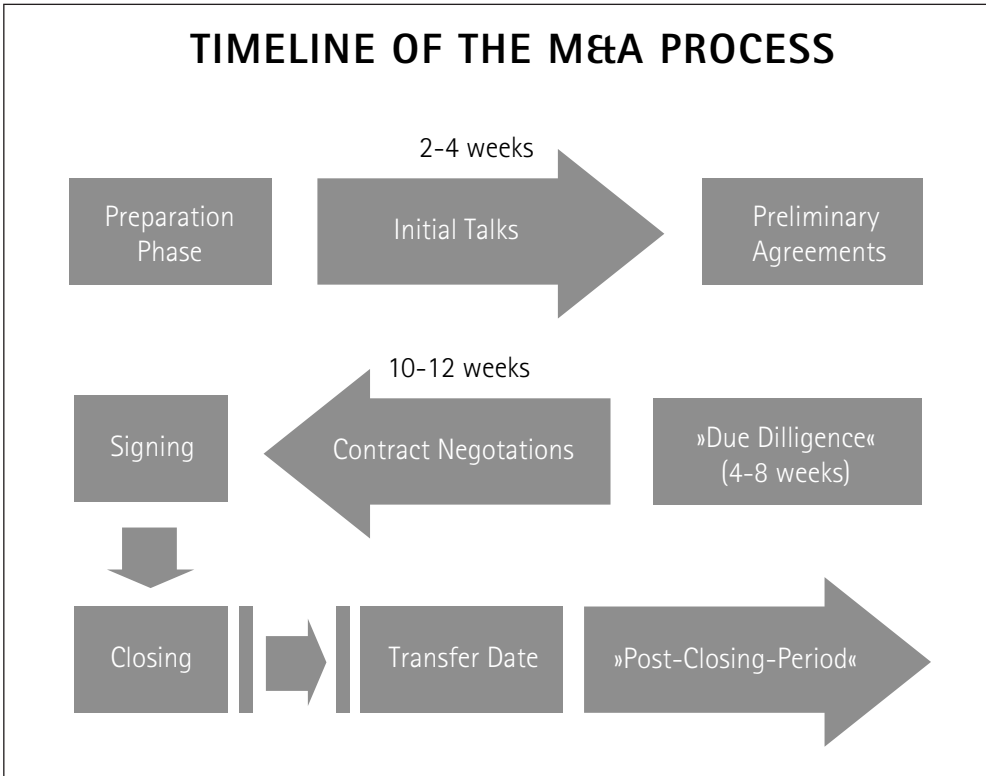 TIMELINE OF THE M&A PROCESS
2-4 weeks
Preparation
Phase
Initial Talks
Preliminary
Agreements
10-12 weeks
Signing
Contract Negotations
»Due Dilligence«
(4-8 weeks)
Closing
Transfer Date
»Post-Closing-Period«